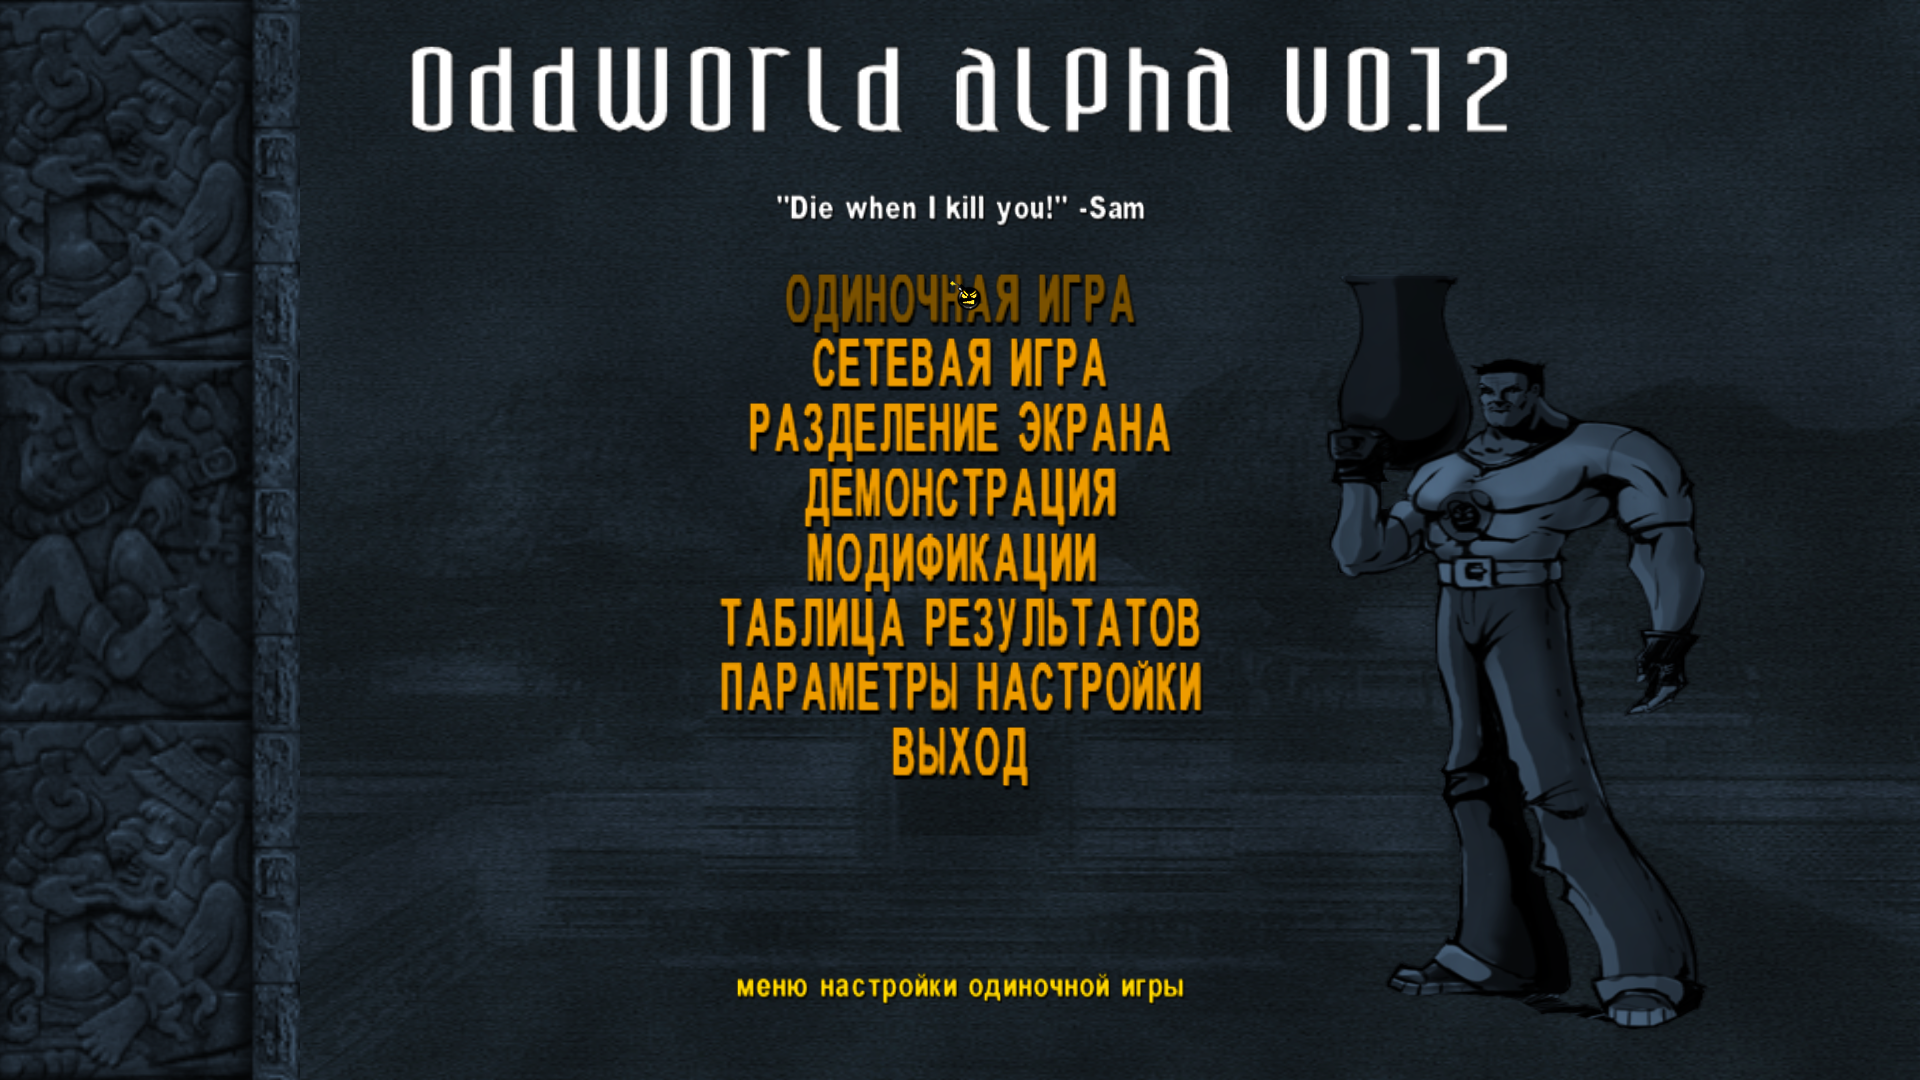 Oddworld alpha V0.12
"Die when I kill you!" -Sam
ОДИНОЧНАЯ ИГРА
СЕТЕВАЯ ИГРА
РАЗДЕЛЕНИЕ ЭКРАНА
ДЕМОНСТРАЦИЯ
МОДИФИКАЦИИ
ТАБЛИЦА РЕЗУЛЬТАТОВ
ПАРАМЕТРЫ НАСТРОЙКИ
ВЫХОД
меню настройки одиночной игры